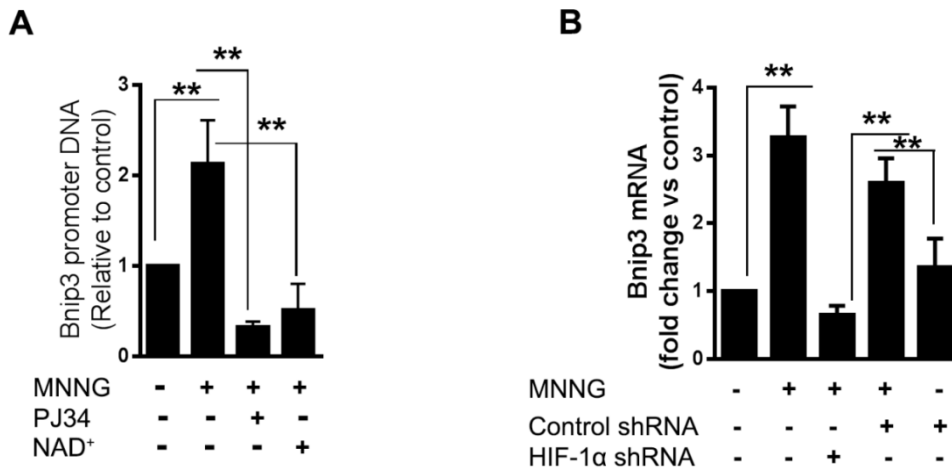 A
Bnip3 promoter DNA
(Relative to control)
3
2
1
0
**
**
**
MNNG - + + +
PJ34 - - + -
NAD⁺ - - - +
B
Bnip3 mRNA
(fold change vs control)
4
3
2
1
0
**
**
**
MNNG - + + + -
Control shRNA - - - + +
HIF-1α shRNA - - + - -